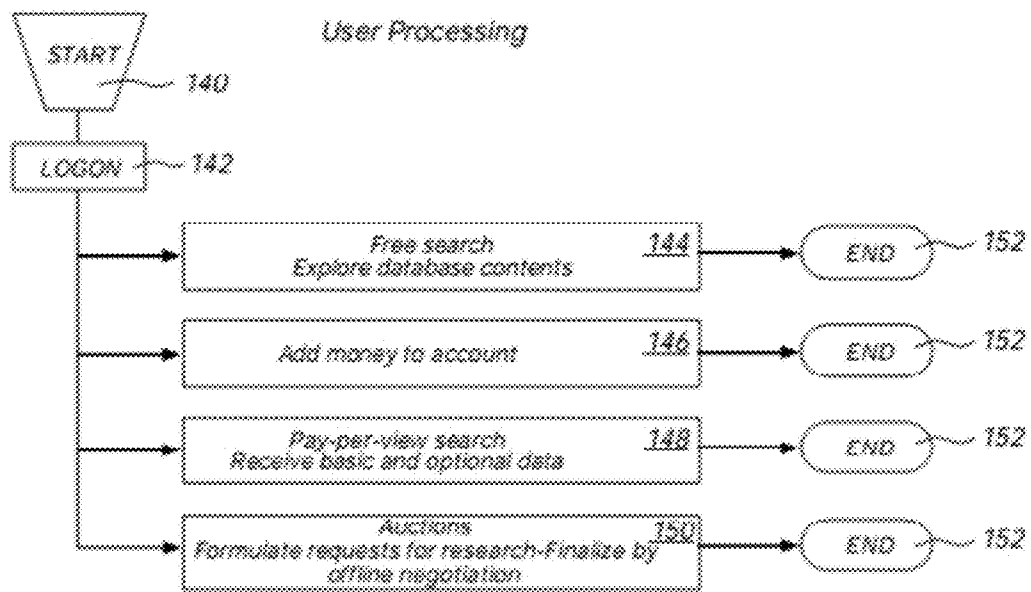 User Processing
START
140
LOGON
142
Free search
144
Explore database contents
END
152
Add money to account
146
END
152
Pay-per-view search
148
Receive basic and optional data
END
152
Auctions
150
Formulate requests for research-Finalize by
offline negotiation
END
152